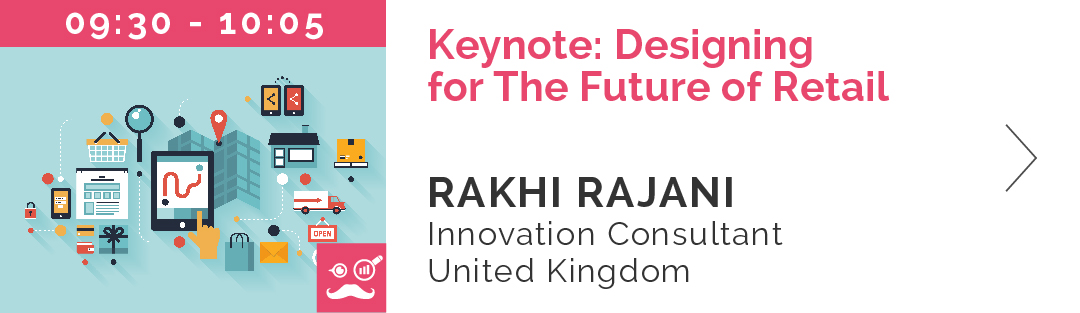 09:30 - 10:05
Keynote: Designing
for The Future of Retail
RAKHI RAJANI
Innovation Consultant
United Kingdom
OPEN